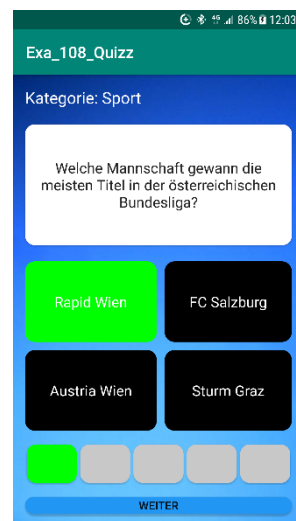 86% 12:03
Exa_108_Quizz
Kategorie: Sport
Welche Mannschaft gewann die
meisten Titel in der österreichischen
Bundesliga?
Rapid Wien
FC Salzburg
Austria Wien
Sturm Graz
WEITER